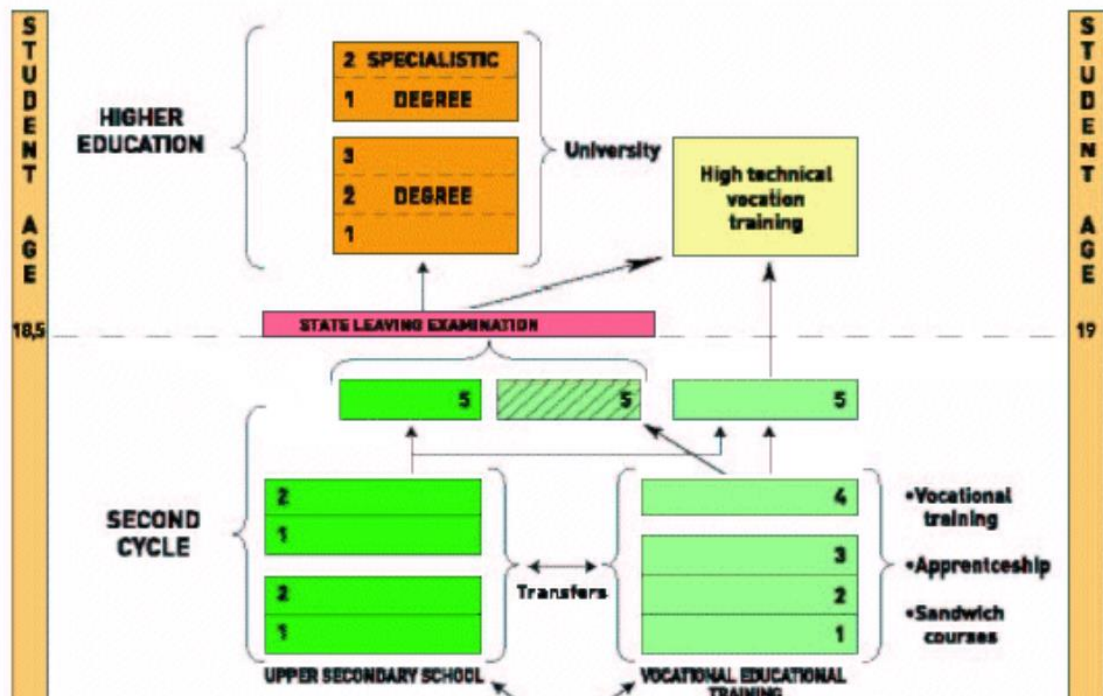 STUDENT AGE
18,5
HIGHER
EDUCATION
2 SPECIALISTIC
1 DEGREE
3
2 DEGREE
1
University
High technical
vocation
training
STUDENT AGE
19
STATE LEAVING EXAMINATION
5
5
5
SECOND
CYCLE
2
1
2
1
UPPER SECONDARY SCHOOL
Transfers
4
3
2
1
VOCATIONAL EDUCATIONAL
TRAINING
•Vocational
training
•Apprentceship
•Sandwich
courses